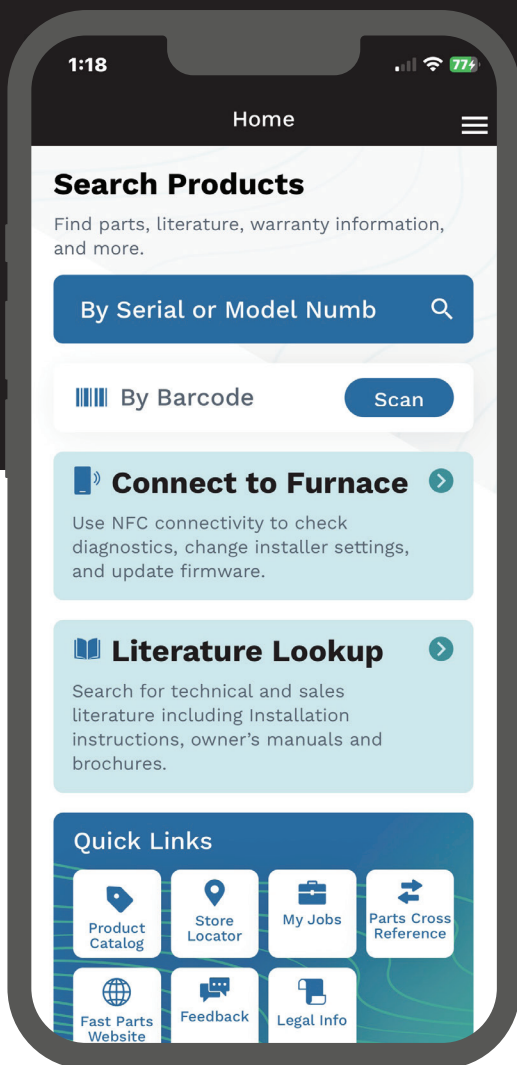 1:18
77
Home
Search Products
Find parts, literature, warranty information,
and more.
By Serial or Model Numb
By Barcode
Scan
Connect to Furnace
Use NFC connectivity to check
diagnostics, change installer settings,
and update firmware.
Literature Lookup
Search for technical and sales
literature including Installation
instructions, owner's manuals and
brochures.
Quick Links
Product
Catalog
Store
Locator
My Jobs
Parts Cross
Reference
Fast Parts
Website
Feedback
Legal Info